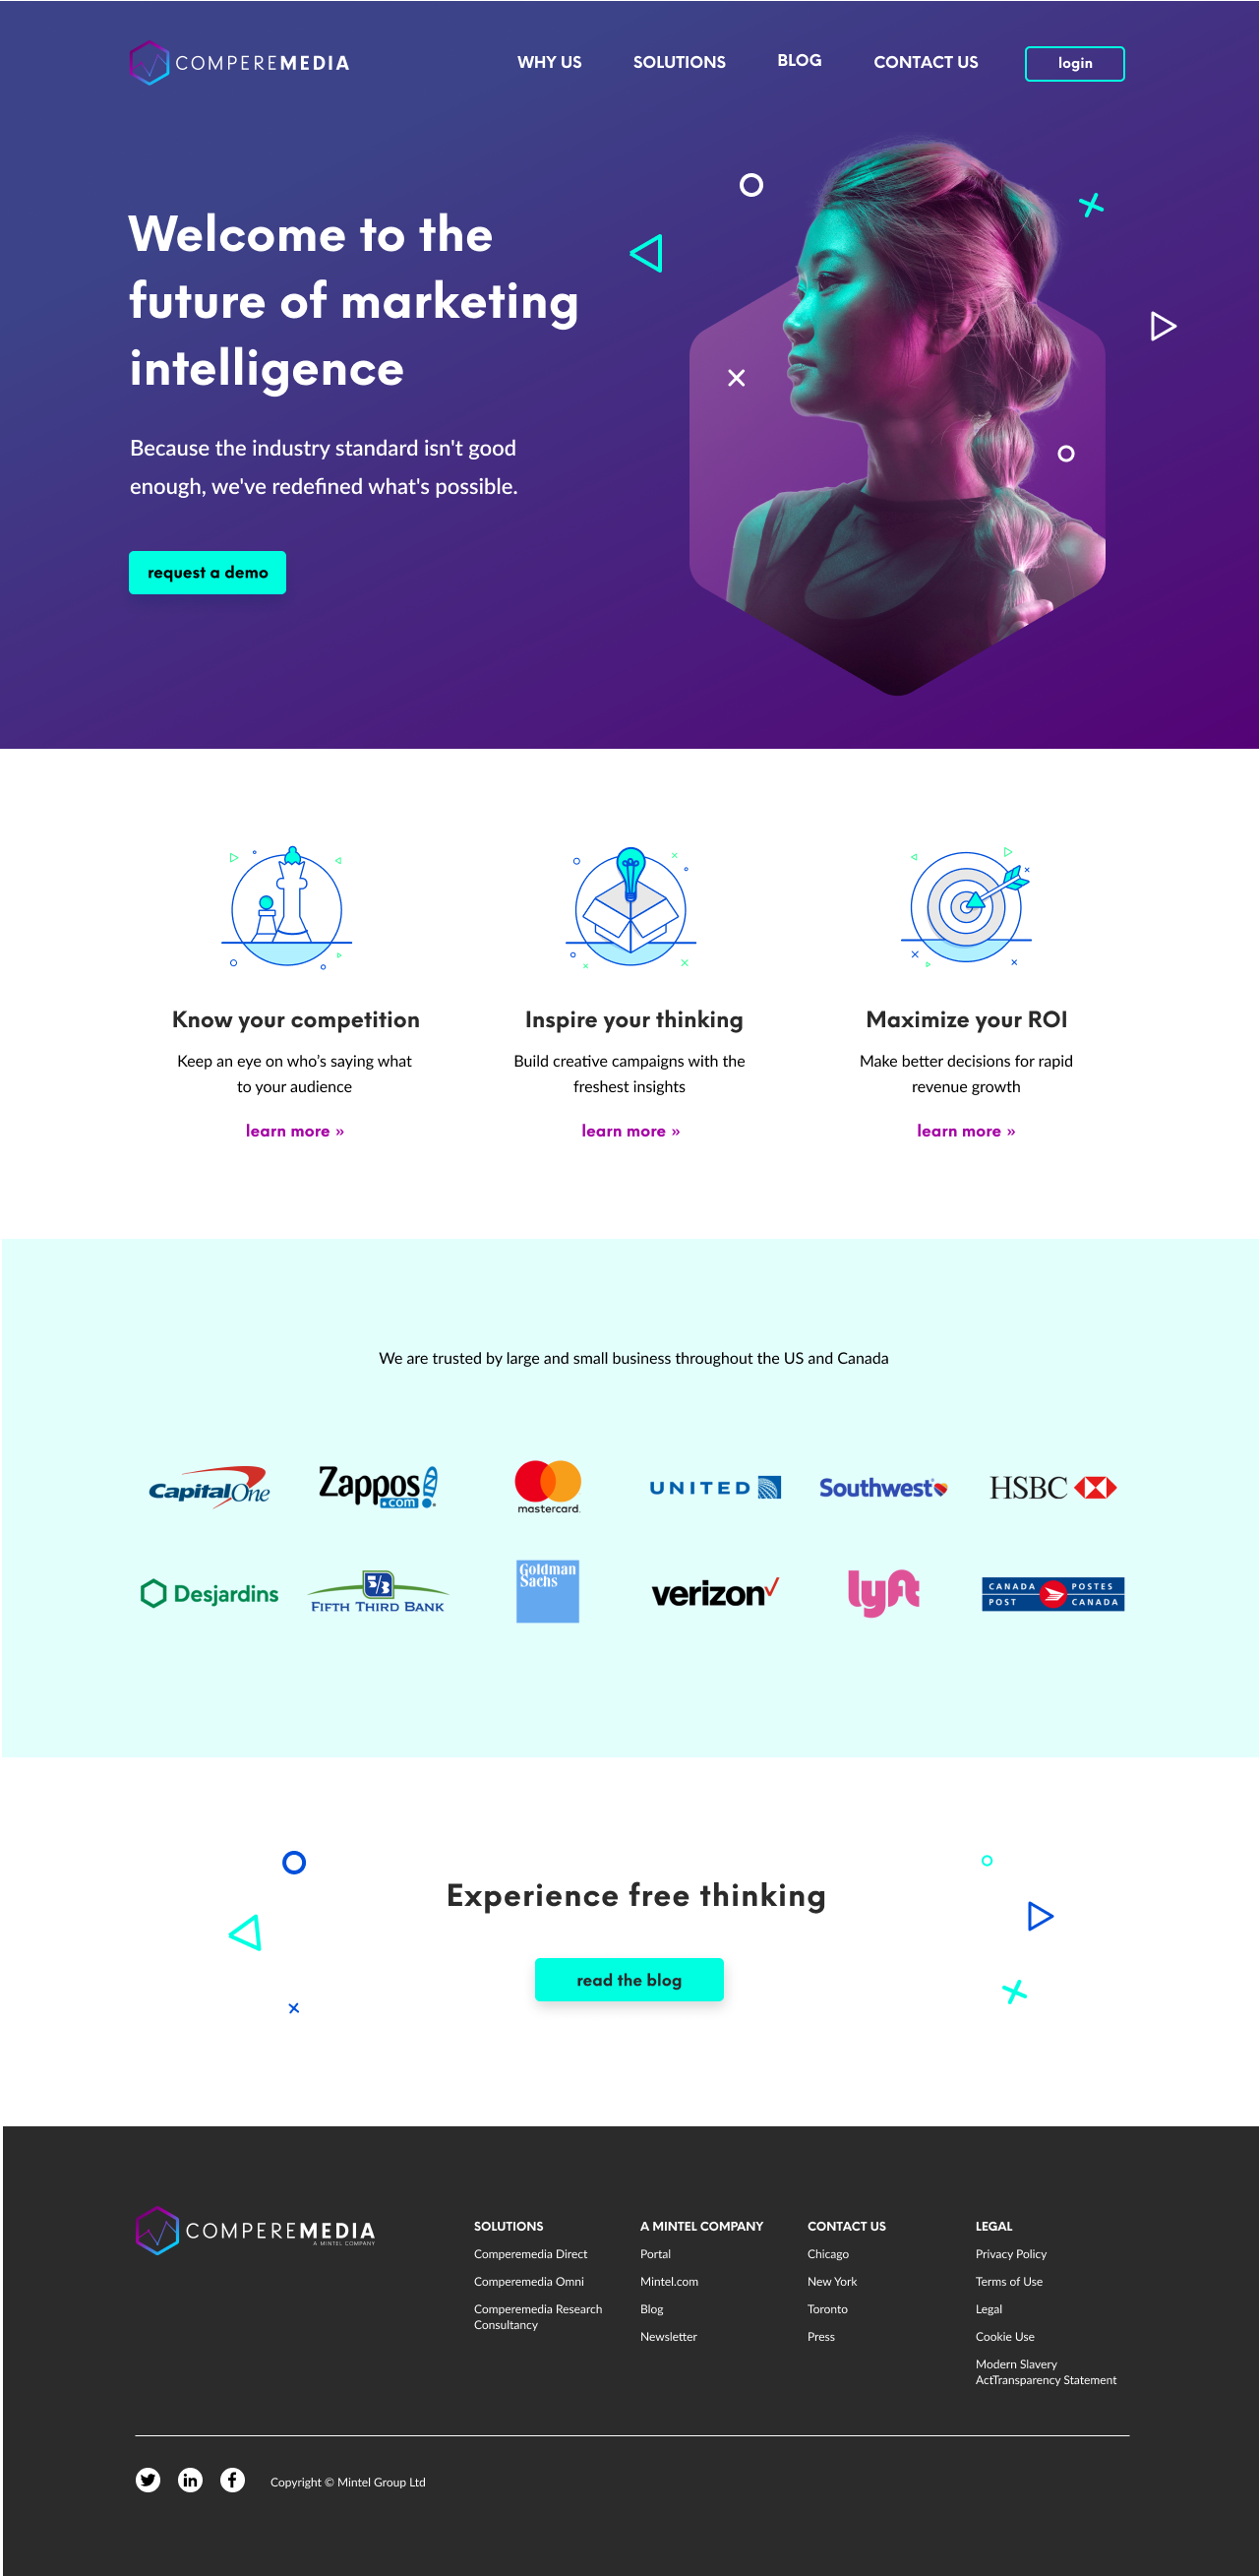 COMPEREMEDIA
WHY US
SOLUTIONS
BLOG
CONTACT US
login
Welcome to the
future of marketing
intelligence
Because the industry standard isn't good
enough, we've redefined what's possible.
request a demo
Know your competition
Keep an eye on who’s saying what
to your audience
learn more »
Inspire your thinking
Build creative campaigns with the
freshest insights
learn more »
Maximize your ROI
Make better decisions for rapid
revenue growth
learn more »
We are trusted by large and small business throughout the US and Canada
CapitalOne
Zappos
.com
mastercard.
UNITED
Southwest
HSBC
Desjardins
5/3
FIFTH THIRD BANK
Goldman
Sachs
verizon
lyft
CANADA POSTES
POST CANADA
Experience free thinking
read the blog
COMPEREMEDIA
A MINTEL COMPANY
SOLUTIONS
Comperemedia Direct
Comperemedia Omni
Comperemedia Research
Consultancy
A MINTEL COMPANY
Portal
Mintel.com
Blog
Newsletter
CONTACT US
Chicago
New York
Toronto
Press
LEGAL
Privacy Policy
Terms of Use
Legal
Cookie Use
Modern Slavery
ActTransparency Statement
Copyright © Mintel Group Ltd